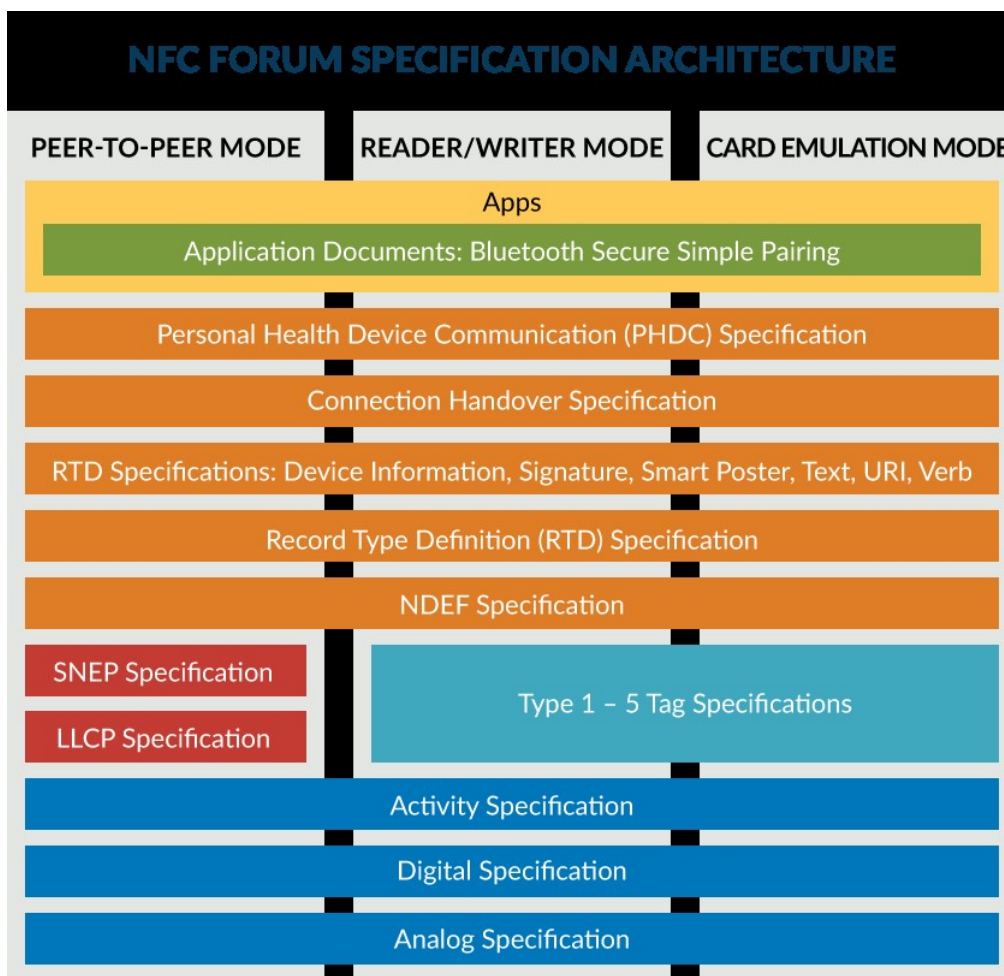 NFC FORUM SPECIFICATION ARCHITECTURE
PEER-TO-PEER MODE
READER/WRITER MODE
CARD EMULATION MODE
Apps
Application Documents: Bluetooth Secure Simple Pairing
Personal Health Device Communication (PHDC) Specification
Connection Handover Specification
RTD Specifications: Device Information, Signature, Smart Poster, Text, URI, Verb
Record Type Definition (RTD) Specification
NDEF Specification
SNEP Specification
LLCP Specification
Type 1 – 5 Tag Specifications
Activity Specification
Digital Specification
Analog Specification